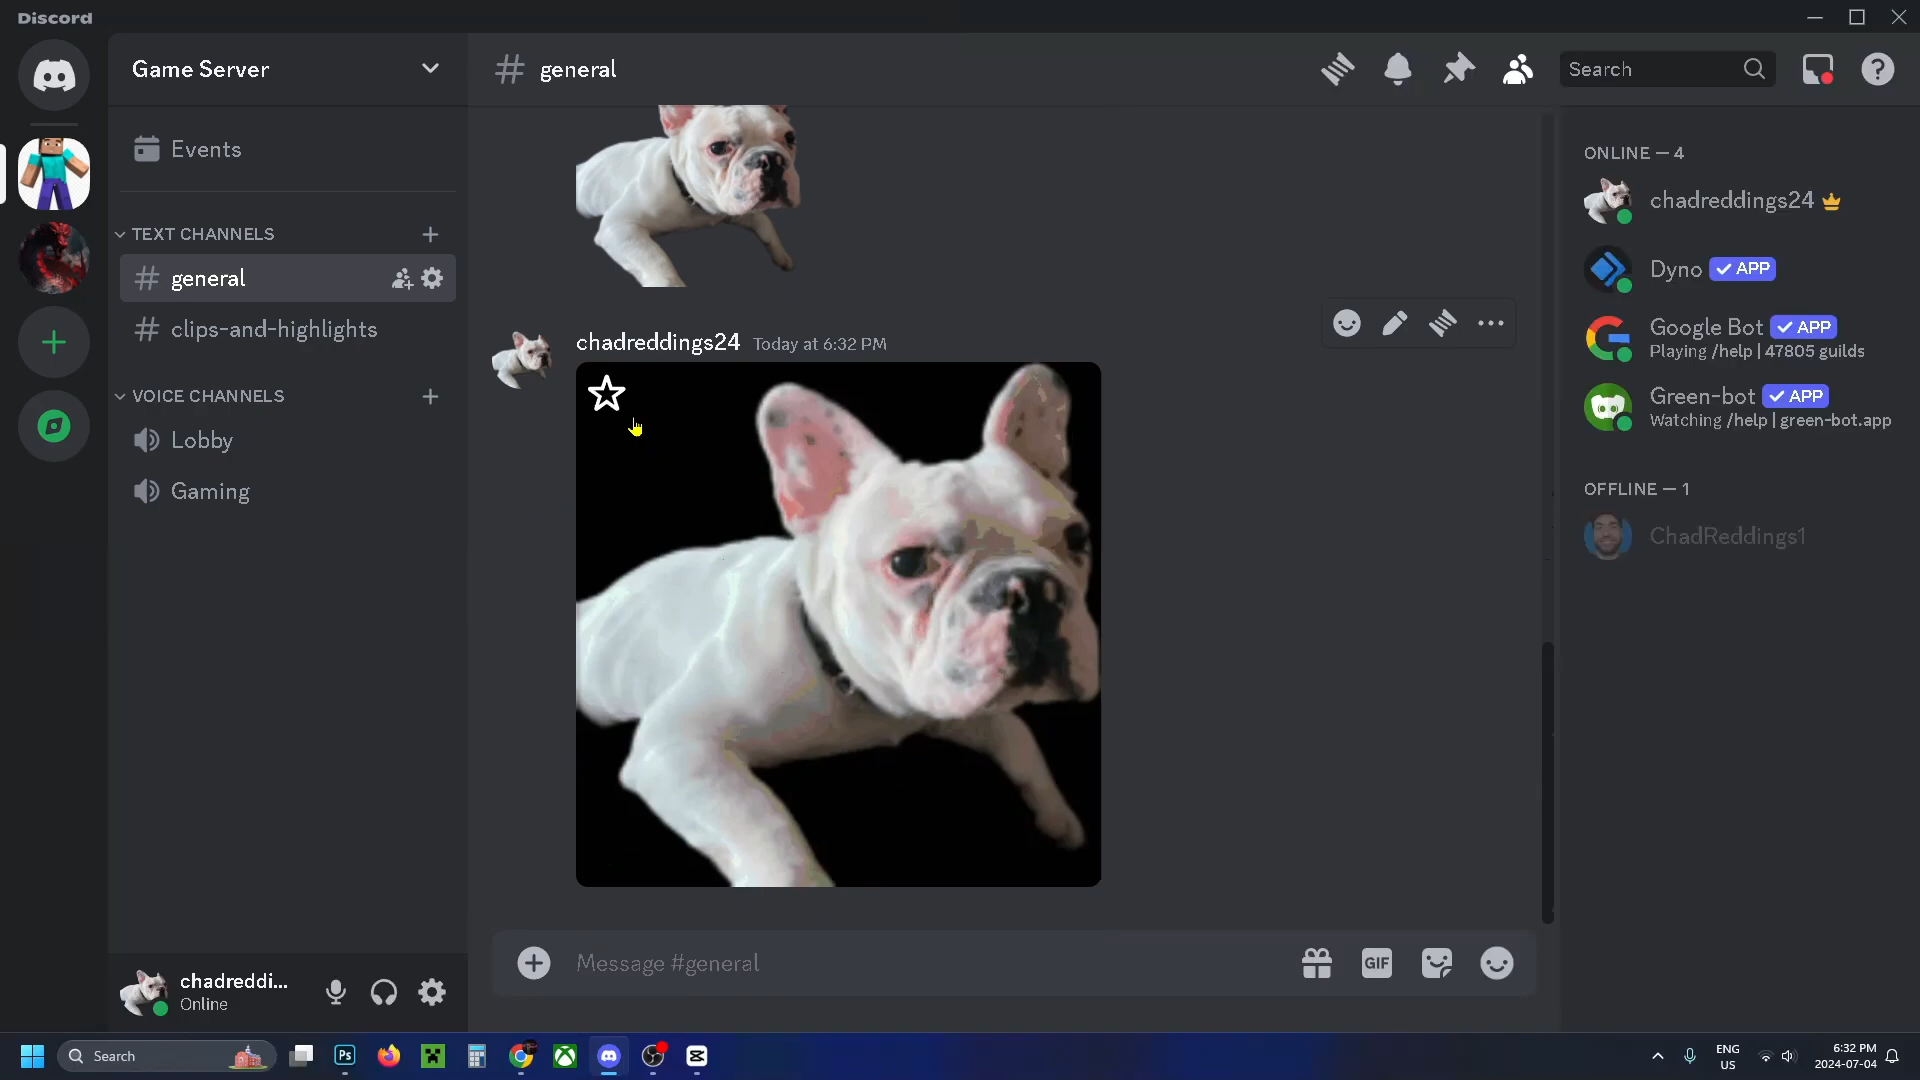 Discord
Game Server
# general
Search
Events
TEXT CHANNELS
# general
# clips-and-highlights
VOICE CHANNELS
Lobby
Gaming
chadreddings24 Today at 6:32 PM
Message #general
GIF
ONLINE — 4
chadreddings24
Dyno APP
Google Bot APP
Playing /help | 47805 guilds
Green-bot APP
Watching /help | green-bot.app
OFFLINE — 1
ChadReddings1
chadreddi...
Online
Search
Ps
ENG
US
6:32 PM
2024-07-04